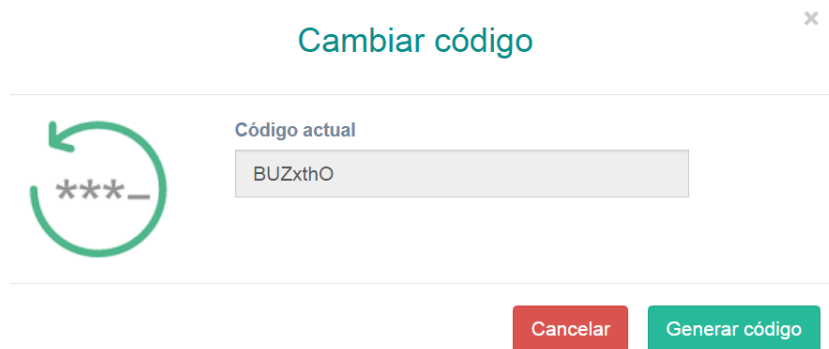 Cambiar código
×
Código actual
***_
BUZxthO
Cancelar
Generar código